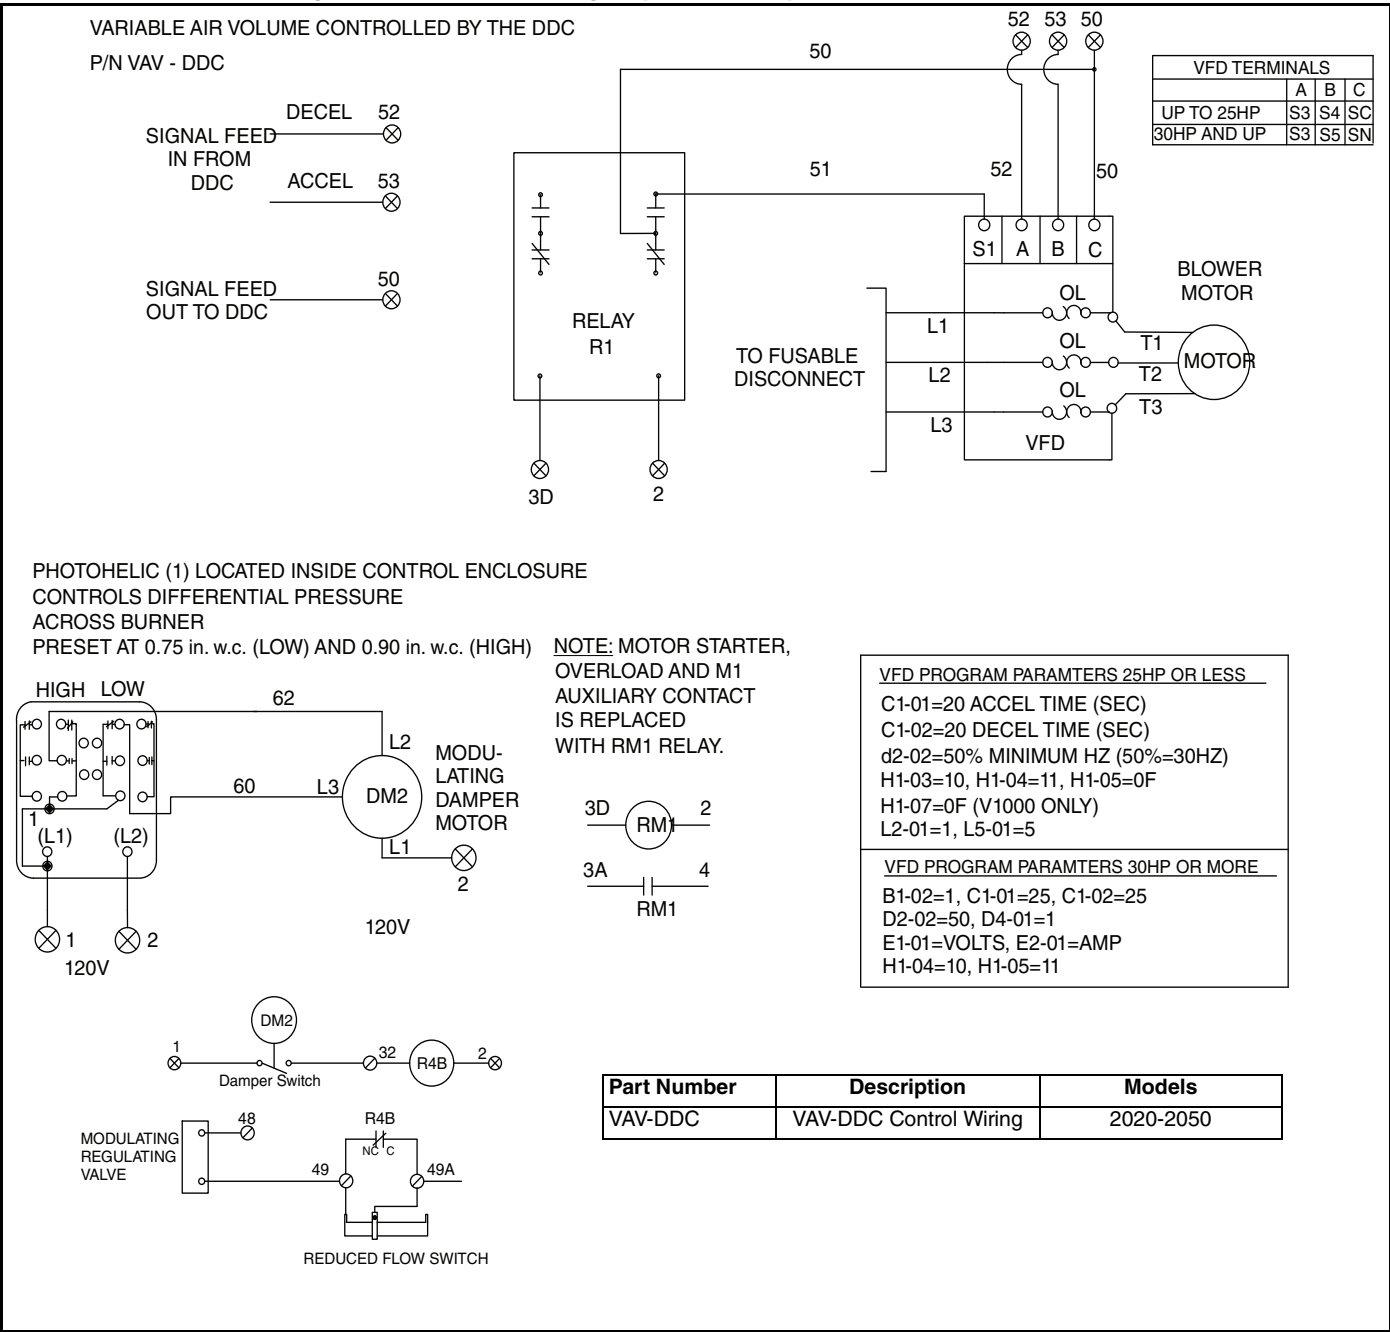 VARIABLE AIR VOLUME CONTROLLED BY THE DDC
P/N VAV - DDC
DECEL 52
SIGNAL FEED
IN FROM
DDC
ACCEL 53
50
SIGNAL FEED
OUT TO DDC
52 53 50
50
51
52
50
S1 A B C
RELAY
R1
3D
2
TO FUSABLE
DISCONNECT
L1
L2
L3
OL
OL
OL
VFD
T1
T2
T3
BLOWER
MOTOR
MOTOR
VFD TERMINALS
A B C
UP TO 25HP S3 S4 SC
30HP AND UP S3 S5 SN
PHOTOHELIC (1) LOCATED INSIDE CONTROL ENCLOSURE
CONTROLS DIFFERENTIAL PRESSURE
ACROSS BURNER
PRESET AT 0.75 in. w.c. (LOW) AND 0.90 in. w.c. (HIGH)
HIGH LOW
62
60
L2
L3
DM2
L1
2
MODU-
LATING
DAMPER
MOTOR
1
(L1) (L2)
1 2
120V
120V
NOTE: MOTOR STARTER,
OVERLOAD AND M1
AUXILIARY CONTACT
IS REPLACED
WITH RM1 RELAY.
3D RM1 2
3A 4
RM1
VFD PROGRAM PARAMTERS 25HP OR LESS
C1-01=20 ACCEL TIME (SEC)
C1-02=20 DECEL TIME (SEC)
d2-02=50% MINIMUM HZ (50%=30HZ)
H1-03=10, H1-04=11, H1-05=0F
H1-07=0F (V1000 ONLY)
L2-01=1, L5-01=5
VFD PROGRAM PARAMTERS 30HP OR MORE
B1-02=1, C1-01=25, C1-02=25
D2-02=50, D4-01=1
E1-01=VOLTS, E2-01=AMP
H1-04=10, H1-05=11
DM2
1
Damper Switch
32
R4B
2
MODULATING
REGULATING
VALVE
48
49
R4B
NC C
49A
REDUCED FLOW SWITCH
Part Number Description Models
VAV-DDC VAV-DDC Control Wiring 2020-2050